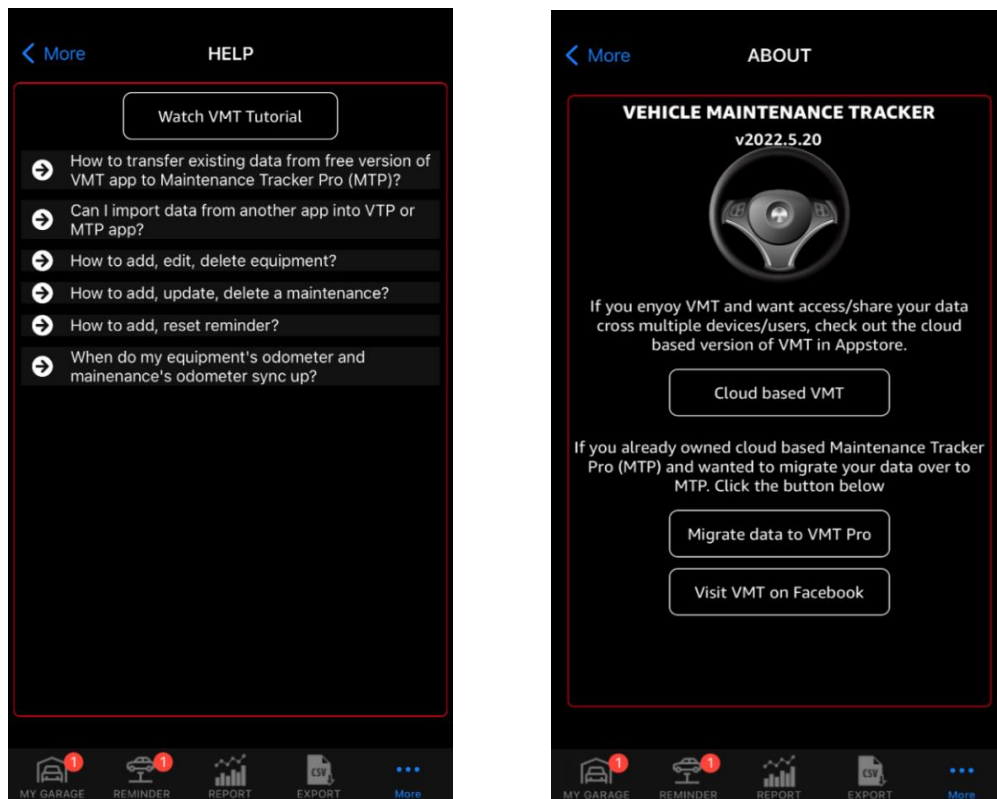 More
HELP
Watch VMT Tutorial
How to transfer existing data from free version of
VMT app to Maintenance Tracker Pro (MTP)?
Can I import data from another app into VTP or
MTP app?
How to add, edit, delete equipment?
How to add, update, delete a maintenance?
How to add, reset reminder?
When do my equipment's odometer and
mainenance's odometer sync up?
1
1
CSV
MY GARAGE
REMINDER
REPORT
EXPORT
More
More
ABOUT
VEHICLE MAINTENANCE TRACKER
v2022.5.20
If you enyoy VMT and want access/share your data
cross multiple devices/users, check out the cloud
based version of VMT in Appstore.
Cloud based VMT
If you already owned cloud based Maintenance Tracker
Pro (MTP) and wanted to migrate your data over to
MTP. Click the button below
Migrate data to VMT Pro
Visit VMT on Facebook
1
1
CSV
MY GARAGE
REMINDER
REPORT
EXPORT
More